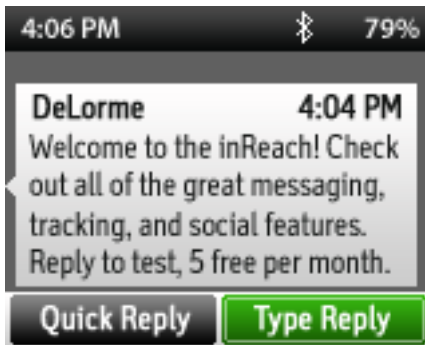 4:06 PM 79%
DeLorme 4:04 PM
Welcome to the inReach! Check
out all of the great messaging,
tracking, and social features.
Reply to test, 5 free per month.
Quick Reply Type Reply